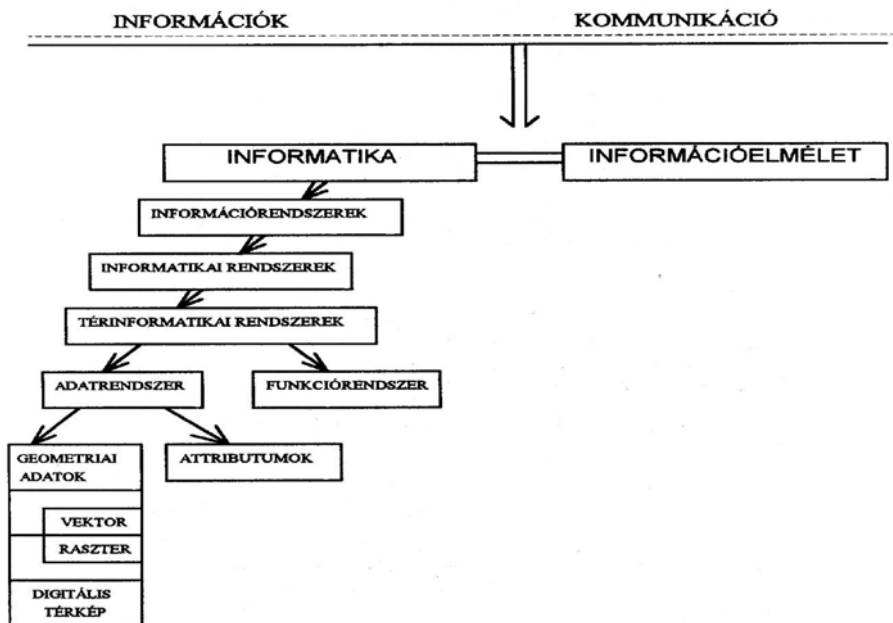 INFORMÁCIÓK
KOMMUNIKÁCIÓ
INFORMATIKA
INFORMÁCIÓELMÉLET
INFORMÁCIÓRENDSZEREK
INFORMATIKAI RENDSZEREK
TÉRINFORMATIKAI RENDSZEREK
ADATRENDSZER
FUNKCIÓRENDSZER
GEOMETRIAI
ADATOK
ATTRIBUTUMOK
VEKTOR
RASZTER
DIGITÁLIS
TÉRKÉP